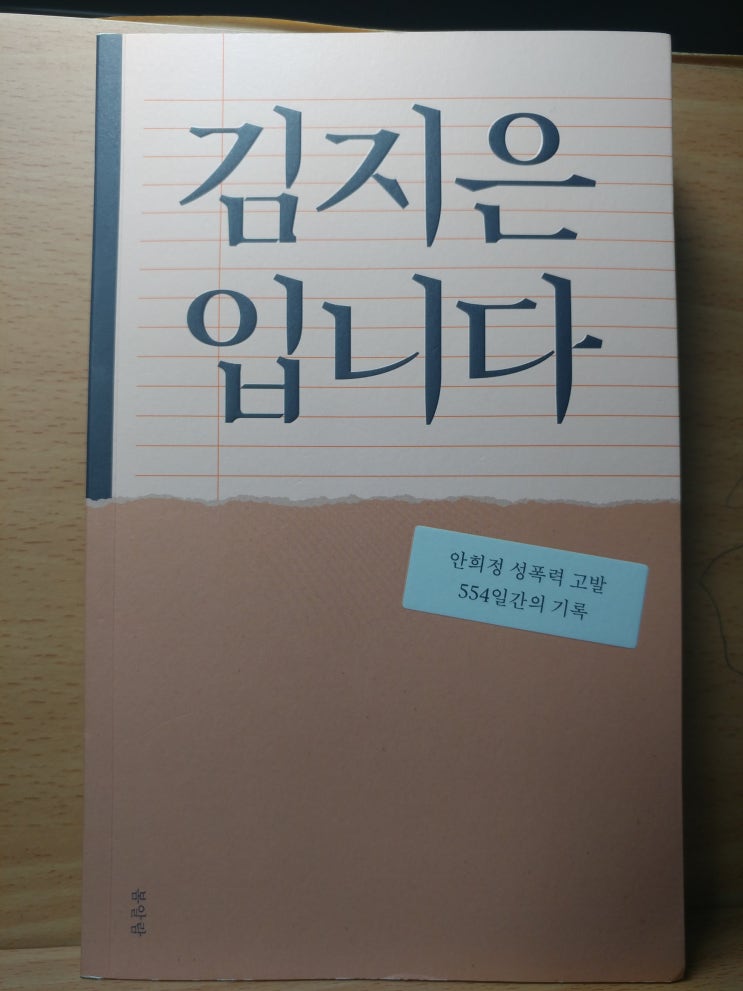 김지은
입니다
안희정 성폭력 고발
554일간의 기록
봄알람